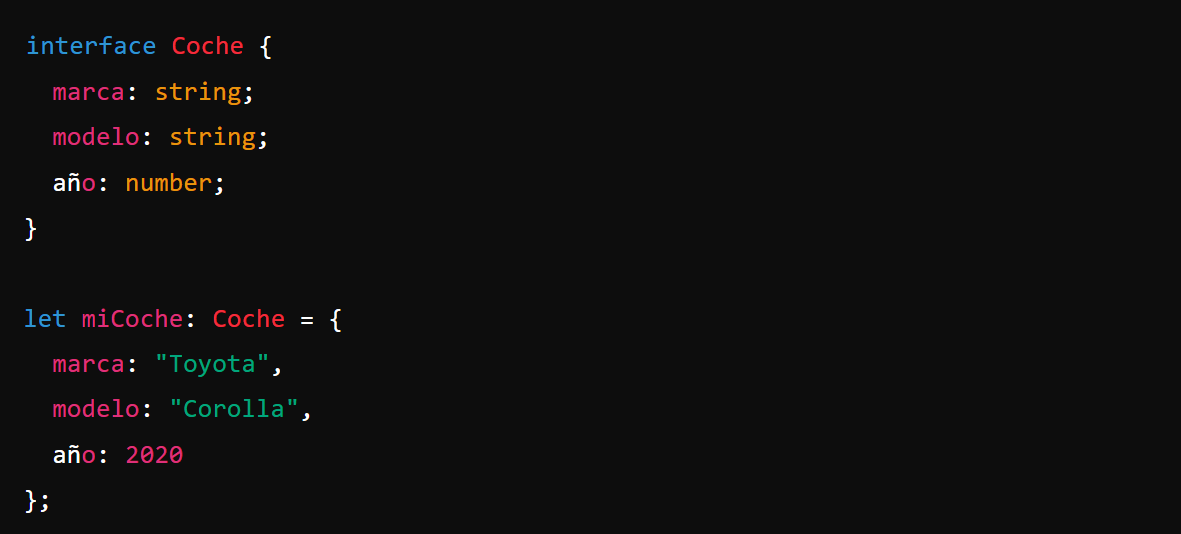 interface Coche {
  marca: string;
  modelo: string;
  año: number;
}

let miCoche: Coche = {
  marca: "Toyota",
  modelo: "Corolla",
  año: 2020
};